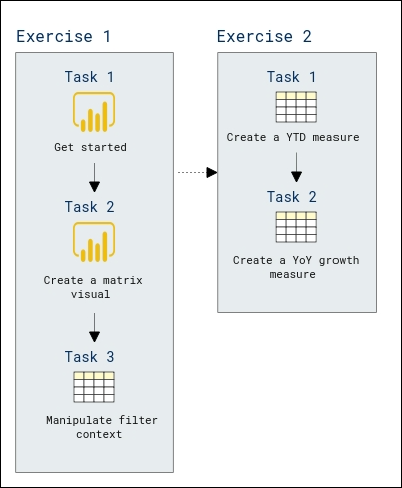 Exercise 1
Task 1
Get started
Task 2
Create a matrix
visual
Task 3
Manipulate filter
context
Exercise 2
Task 1
Create a YTD measure
Task 2
Create a YoY growth
measure